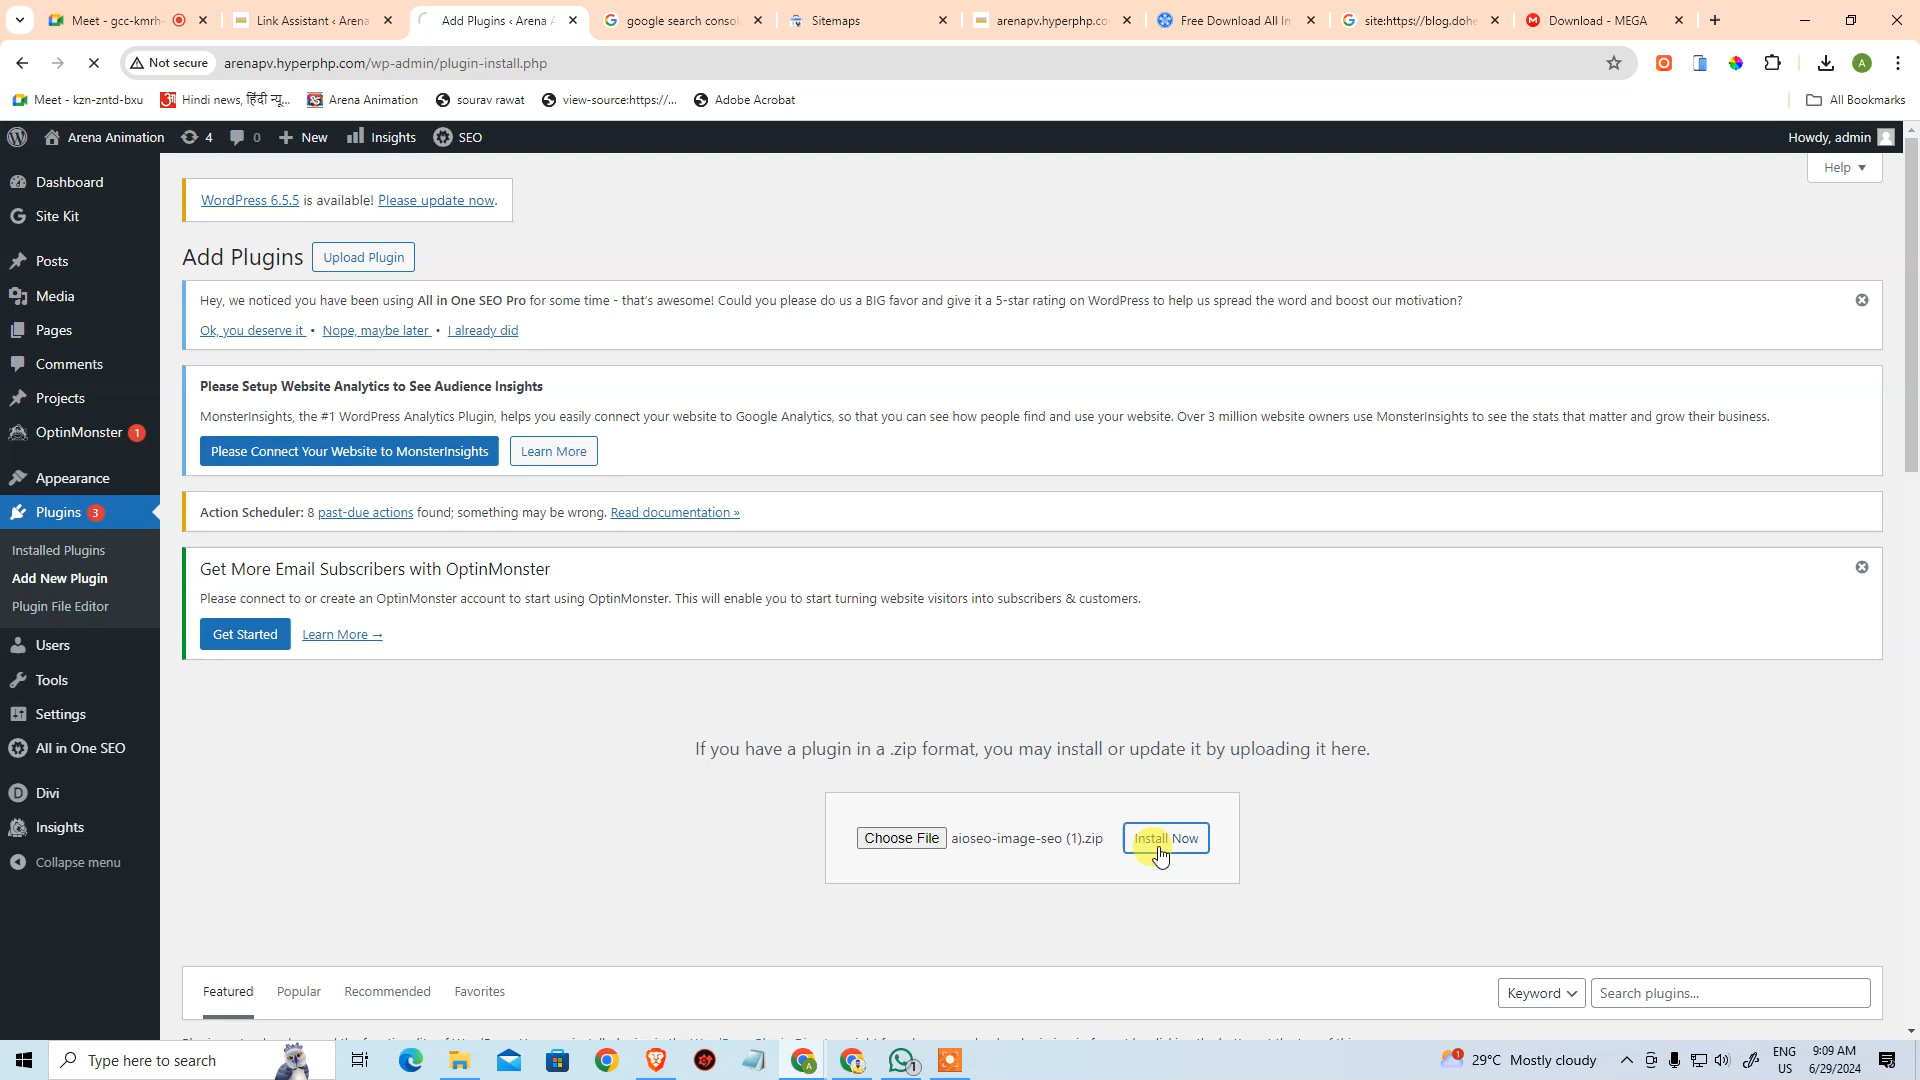 Meet - gcc-kmrh-
Link Assistant ‹ Arena
Add Plugins ‹ Arena A
google search consol
Sitemaps
arenapv.hyperphp.co
Free Download All In
site:https://blog.dohe
Download - MEGA
Not secure
arenapv.hyperphp.com/wp-admin/plugin-install.php
A
Meet - kzn-zntd-bxu
Hindi news, हिंदी न्यू...
Arena Animation
sourav rawat
view-source:https://...
Adobe Acrobat
All Bookmarks
Arena Animation
4
0
New
Insights
SEO
Howdy, admin
Help
Dashboard
Site Kit
Posts
Media
Pages
Comments
Projects
OptinMonster 1
Appearance
Plugins 3
Installed Plugins
Add New Plugin
Plugin File Editor
Users
Tools
Settings
All in One SEO
Divi
Insights
Collapse menu
WordPress 6.5.5 is available! Please update now.
Add Plugins
Upload Plugin
Hey, we noticed you have been using All in One SEO Pro for some time - that's awesome! Could you please do us a BIG favor and give it a 5-star rating on WordPress to help us spread the word and boost our motivation?
Ok, you deserve it • Nope, maybe later • I already did
Please Setup Website Analytics to See Audience Insights
MonsterInsights, the #1 WordPress Analytics Plugin, helps you easily connect your website to Google Analytics, so that you can see how people find and use your website. Over 3 million website owners use MonsterInsights to see the stats that matter and grow their business.
Please Connect Your Website to MonsterInsights
Learn More
Action Scheduler: 8 past-due actions found; something may be wrong. Read documentation »
Get More Email Subscribers with OptinMonster
Please connect to or create an OptinMonster account to start using OptinMonster. This will enable you to start turning website visitors into subscribers & customers.
Get Started
Learn More →
If you have a plugin in a .zip format, you may install or update it by uploading it here.
Choose File aioseo-image-seo (1).zip
Install Now
Featured
Popular
Recommended
Favorites
Keyword
Search plugins...
Type here to search
1
29°C Mostly cloudy
ENG
US
9:09 AM
6/29/2024